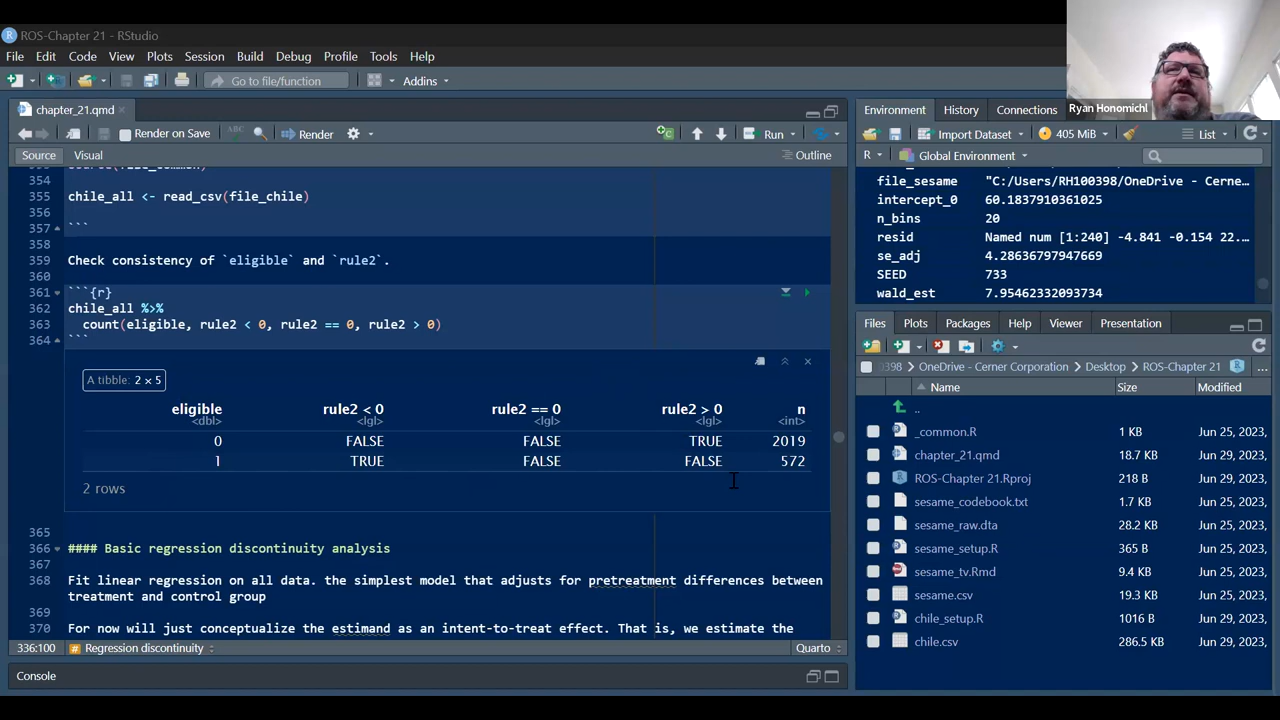 ROS-Chapter 21 - RStudio
File Edit Code View Plots Session Build Debug Profile Tools Help
Go to file/function Addins
Ryan Honomichl
chapter_21.qmd
Render on Save ABC Render Run
Source Visual Outline
354
355 chile_all <- read_csv(file_chile)
356
357 ```
358
359 Check consistency of `eligible` and `rule2`.
360
361 ```{r}
362 chile_all %>%
363 count(eligible, rule2 < 0, rule2 == 0, rule2 > 0)
364 ```
A tibble: 2 × 5
eligible rule2 < 0 rule2 == 0 rule2 > 0 n
<dbl> <lgl> <lgl> <lgl> <int>
0 FALSE FALSE TRUE 2019
1 TRUE FALSE FALSE 572
2 rows
365
366 #### Basic regression discontinuity analysis
367
368 Fit linear regression on all data. the simplest model that adjusts for pretreatment differences between
treatment and control group
369
370 For now will just conceptualize the estimand as an intent-to-treat effect. That is, we estimate the
336:100 # Regression discontinuity Quarto
Console
Environment History Connections
Import Dataset 405 MiB List
R Global Environment
file_sesame "C:/Users/RH100398/OneDrive - Cerne…
intercept_0 60.1837910361025
n_bins 20
resid Named num [1:240] -4.841 -0.154 22.…
se_adj 4.28636797947669
SEED 733
wald_est 7.95462332093734
Files Plots Packages Help Viewer Presentation
0398 OneDrive - Cerner Corporation Desktop ROS-Chapter 21 ...
Name Size Modified
..
_common.R 1 KB Jun 25, 2023,
chapter_21.qmd 18.7 KB Jun 29, 2023,
ROS-Chapter 21.Rproj 218 B Jun 29, 2023,
sesame_codebook.txt 1.7 KB Jun 25, 2023,
sesame_raw.dta 28.2 KB Jun 25, 2023,
sesame_setup.R 365 B Jun 25, 2023,
sesame_tv.Rmd 9.4 KB Jun 25, 2023,
sesame.csv 19.3 KB Jun 25, 2023,
chile_setup.R 1016 B Jun 29, 2023,
chile.csv 286.5 KB Jun 29, 2023,